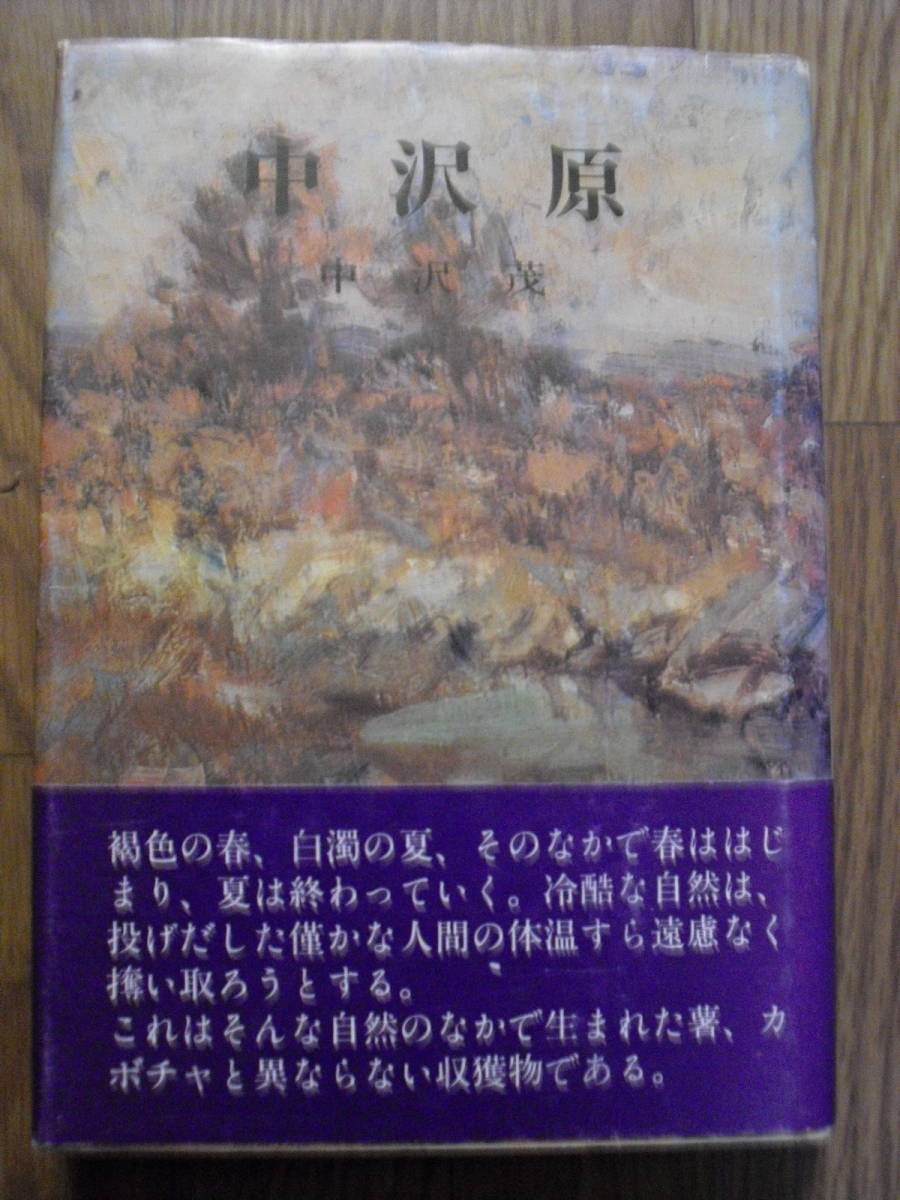 中沢原
中沢茂
褐色の春、白濁の夏、そのなかで春ははじ
まり、夏は終わっていく。冷酷な自然は、
投げだした僅かな人間の体温すら遠慮なく
奪い取ろうとする。
これはそんな自然のなかで生まれた薯、カ
ボチャと異ならない収獲物である。